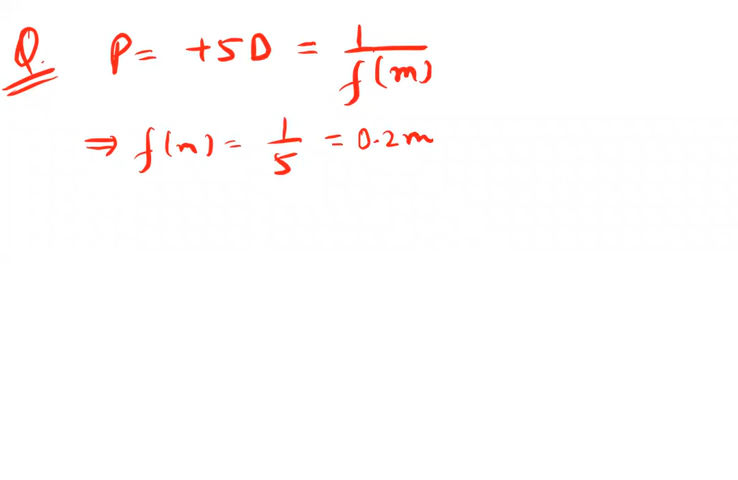 Q. P = +5D = 1/f(m)
⇒ f(m) = 1/5 = 0.2m